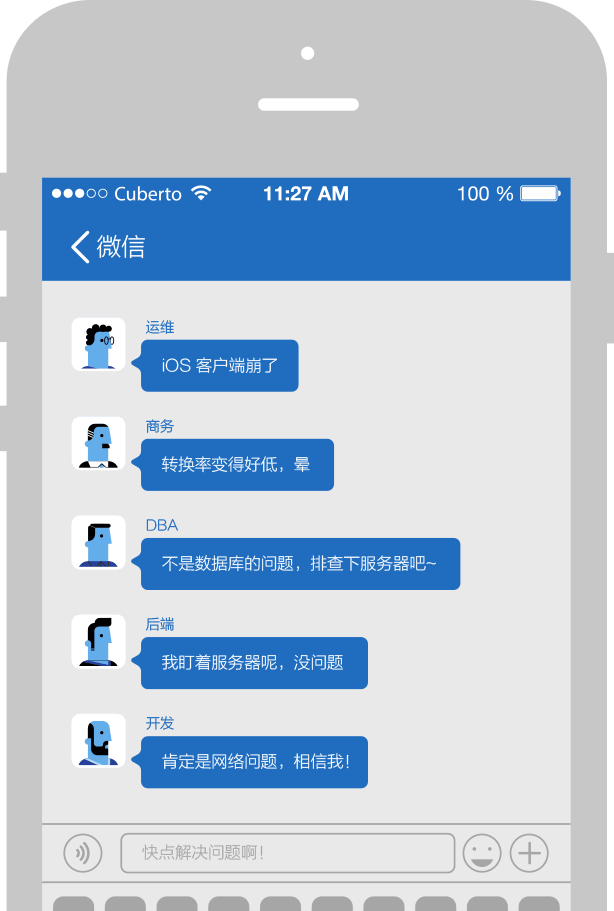 Cuberto 11:27 AM 100 %
微信
运维
iOS 客户端崩了
商务
转换率变得好低，晕
DBA
不是数据库的问题，排查下服务器吧~
后端
我盯着服务器呢，没问题
开发
肯定是网络问题，相信我！
快点解决问题啊！